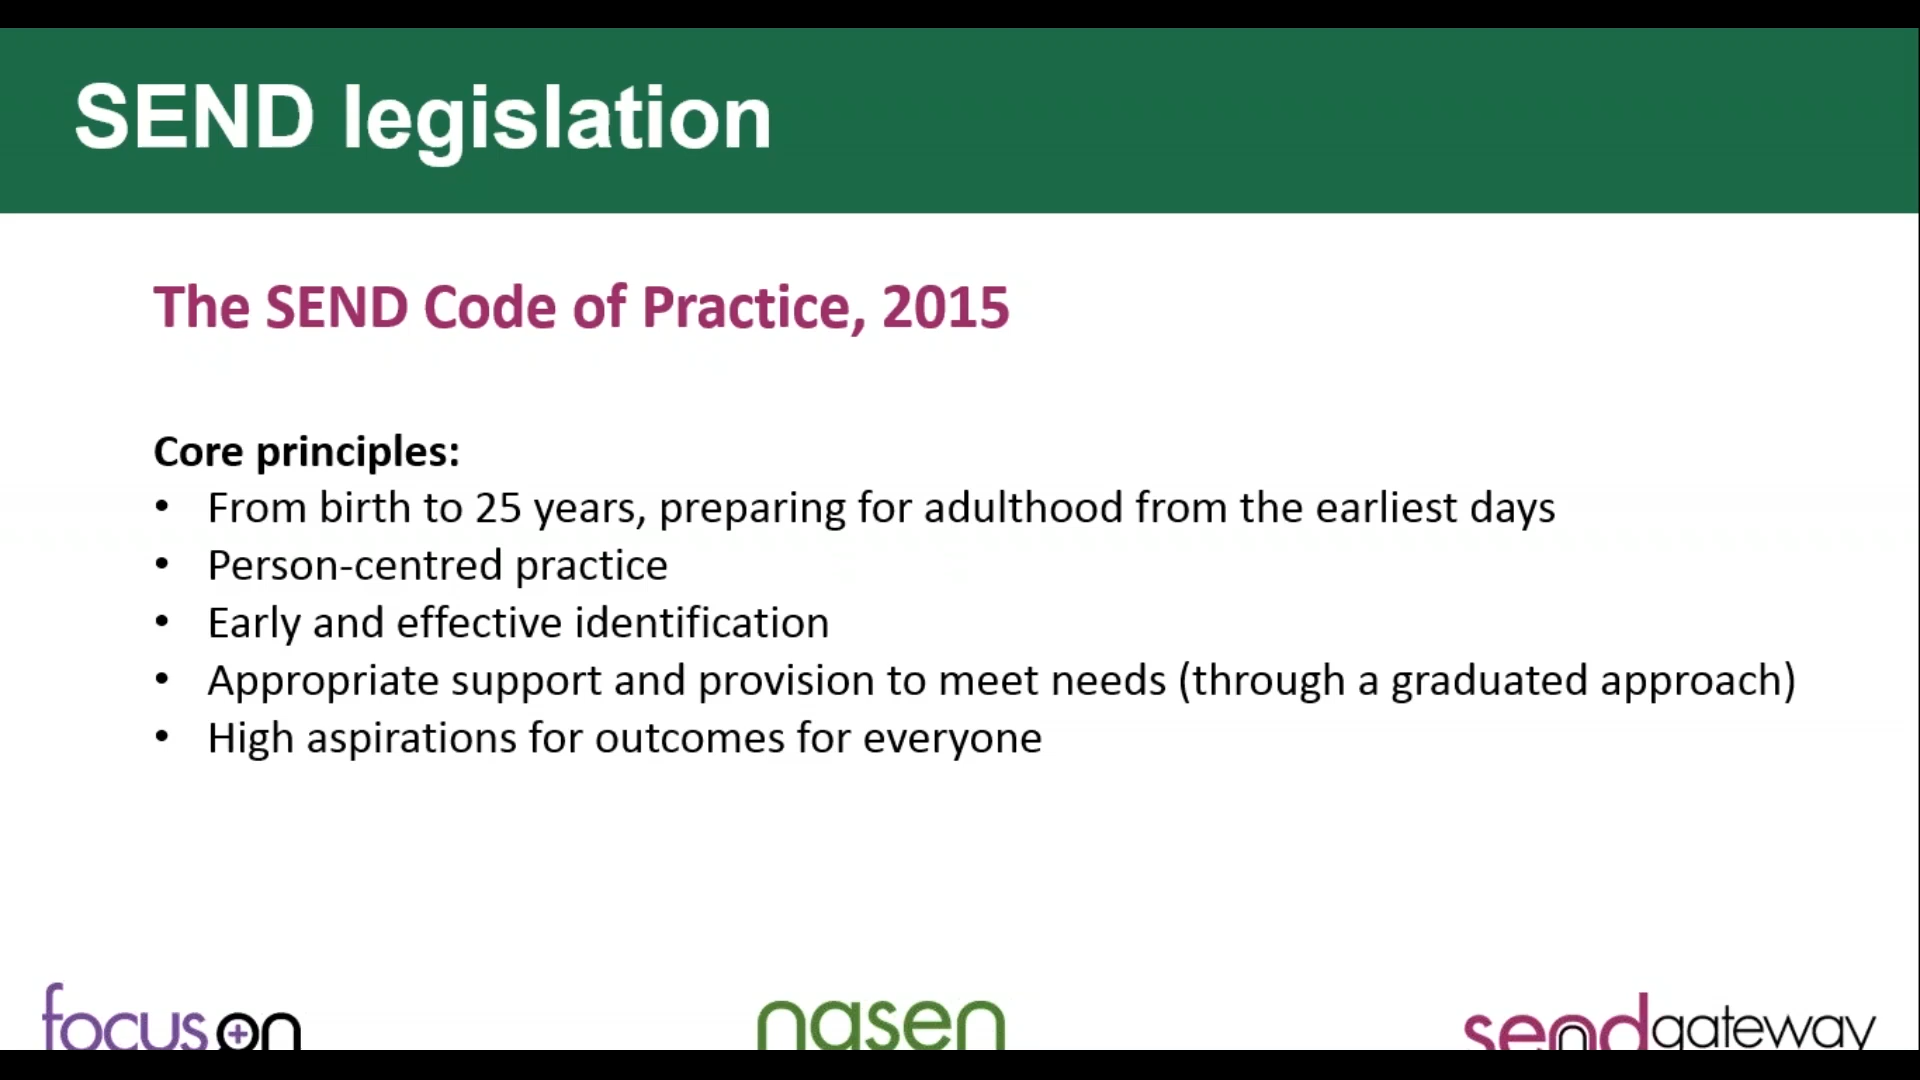 SEND legislation
The SEND Code of Practice, 2015
Core principles:
• From birth to 25 years, preparing for adulthood from the earliest days
• Person-centred practice
• Early and effective identification
• Appropriate support and provision to meet needs (through a graduated approach)
• High aspirations for outcomes for everyone
focus on
nasen
sendgateway